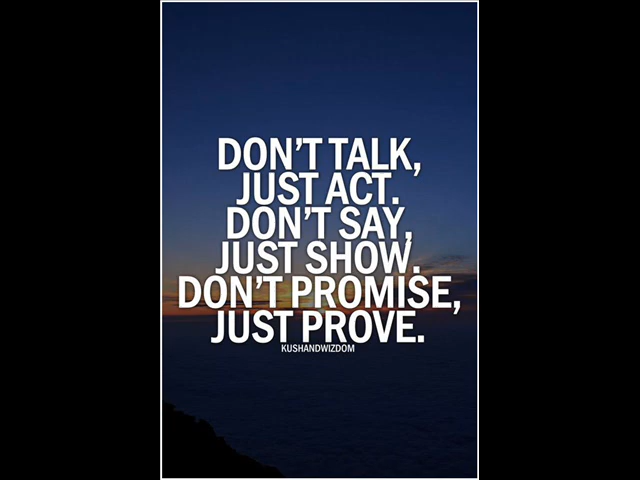 DON'T TALK,
JUST ACT.
DON'T SAY,
JUST SHOW.
DON'T PROMISE,
JUST PROVE.
KUSHANDWIZDOM